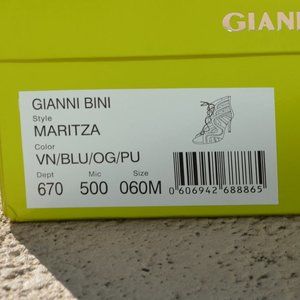 GIANNI
GIANNI BINI
Style
MARITZA
Color
VN/BLU/OG/PU
Dept Mic Size
670 500 060M
0 606942 688865